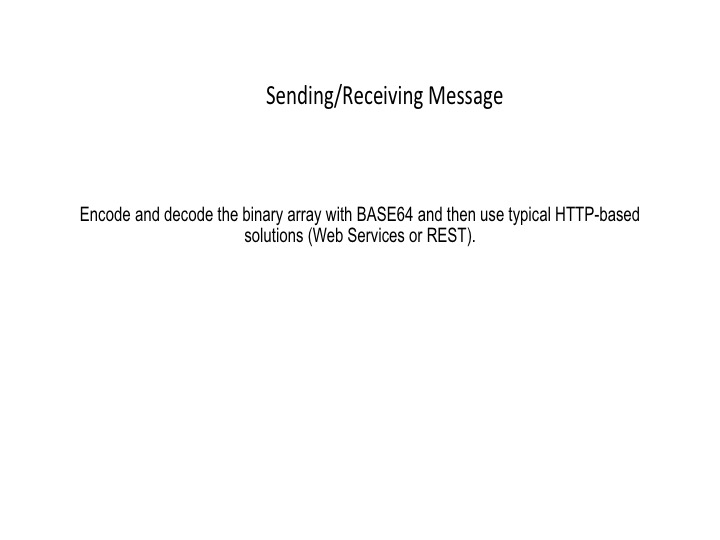 Sending/Receiving Message
Encode and decode the binary array with BASE64 and then use typical HTTP-based
solutions (Web Services or REST).